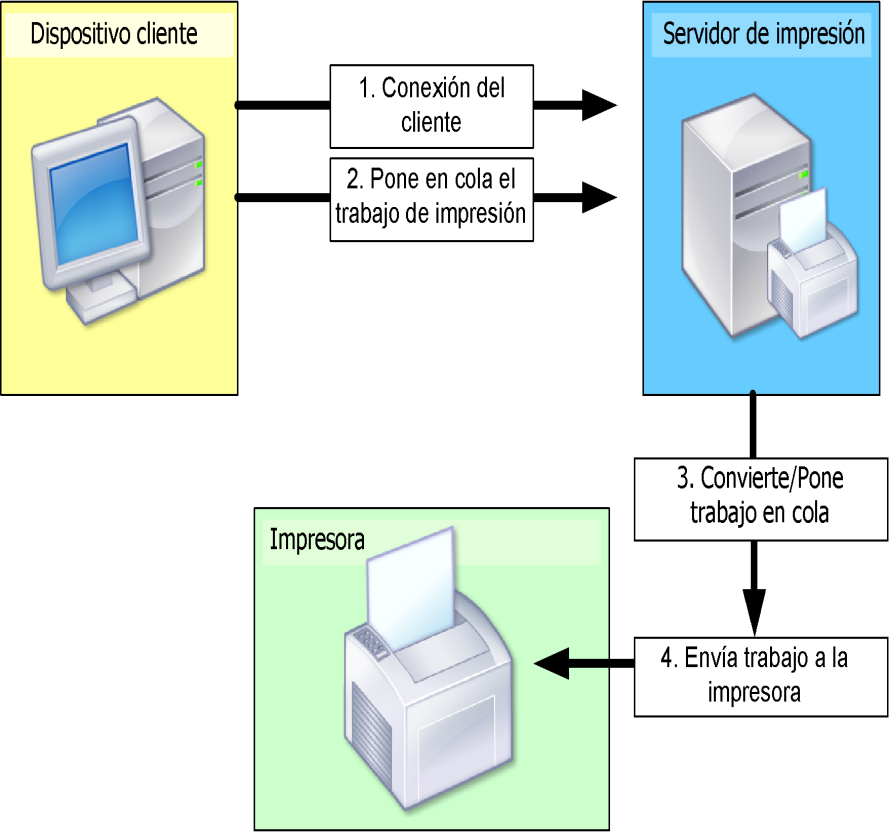 Dispositivo cliente
Servidor de impresión
1. Conexión del
cliente
2. Pone en cola el
trabajo de impresión
3. Convierte/Pone
trabajo en cola
Impresora
4. Envía trabajo a la
impresora